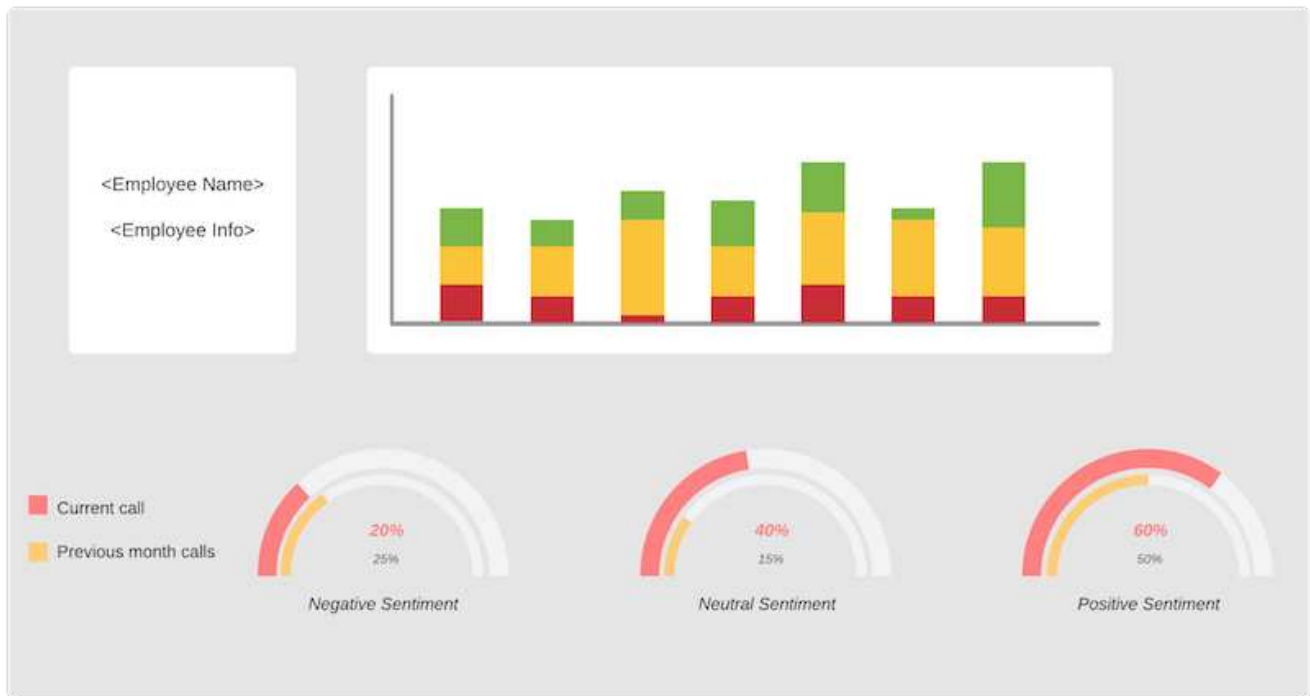 <Employee Name>
<Employee Info>
Current call
Previous month calls
20%
25%
Negative Sentiment
40%
15%
Neutral Sentiment
60%
50%
Positive Sentiment